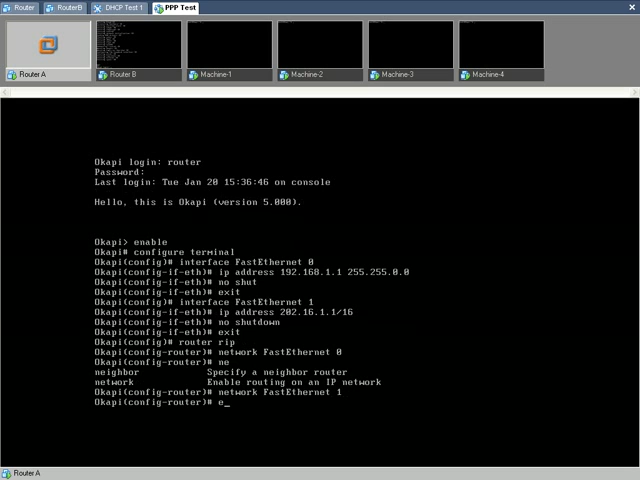 Router RouterB DHCP Test 1 PPP Test
Router A Router B Machine-1 Machine-2 Machine-3 Machine-4
Okapi login: router
Password:
Last login: Tue Jan 20 15:36:46 on console
Hello, this is Okapi (version 5.000).
Okapi> enable
Okapi# configure terminal
Okapi(config)# interface FastEthernet 0
Okapi(config-if-eth)# ip address 192.168.1.1 255.255.0.0
Okapi(config-if-eth)# no shut
Okapi(config-if-eth)# exit
Okapi(config)# interface FastEthernet 1
Okapi(config-if-eth)# ip address 202.16.1.1/16
Okapi(config-if-eth)# no shutdown
Okapi(config-if-eth)# exit
Okapi(config)# router rip
Okapi(config-router)# network FastEthernet 0
Okapi(config-router)# ne
neighbor Specify a neighbor router
network Enable routing on an IP network
Okapi(config-router)# network FastEthernet 1
Okapi(config-router)# e_
Router A